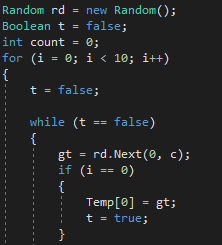 Random rd = new Random();
Boolean t = false;
int count = 0;
for (i = 0; i < 10; i++)
{
    t = false;
    while (t == false)
    {
        gt = rd.Next(0, c);
        if (i == 0)
        {
            Temp[0] = gt;
            t = true;
        }